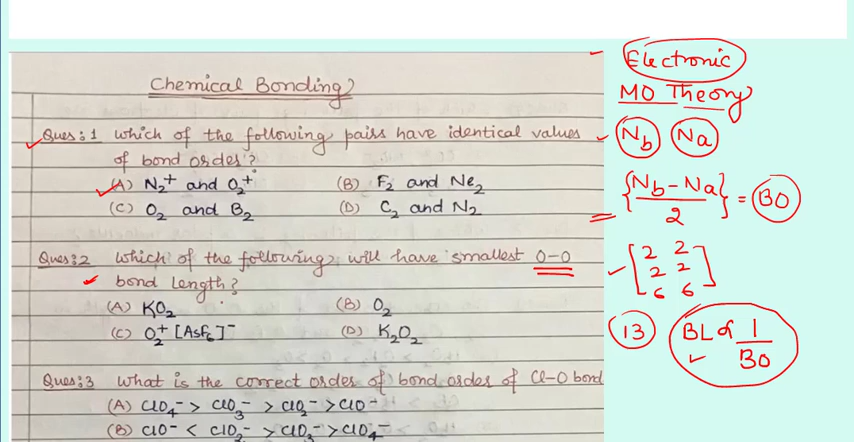 Chemical Bonding
Ques:1 which of the following pairs have identical values
of bond order?
(A) N₂⁺ and O₂⁺
(B) F₂ and Ne₂
(C) O₂ and B₂
(D) C₂ and N₂
Ques:2 which of the following will have smallest O-O
bond length?
(A) KO₂
(B) O₂
(C) O₂⁺[AsF₆]⁻
(D) K₂O₂
Ques:3 what is the correct order of bond order of Cl-O bond
(A) ClO₄⁻ > ClO₃⁻ > ClO₂⁻ > ClO⁻
(B) ClO⁻ < ClO₂⁻ > ClO₃⁻ > ClO₄⁻
Electronic
MO Theory
Nb Na
{Nb-Na/2} = BO
[2 2
2 2
6 6]
13
BL α 1/BO